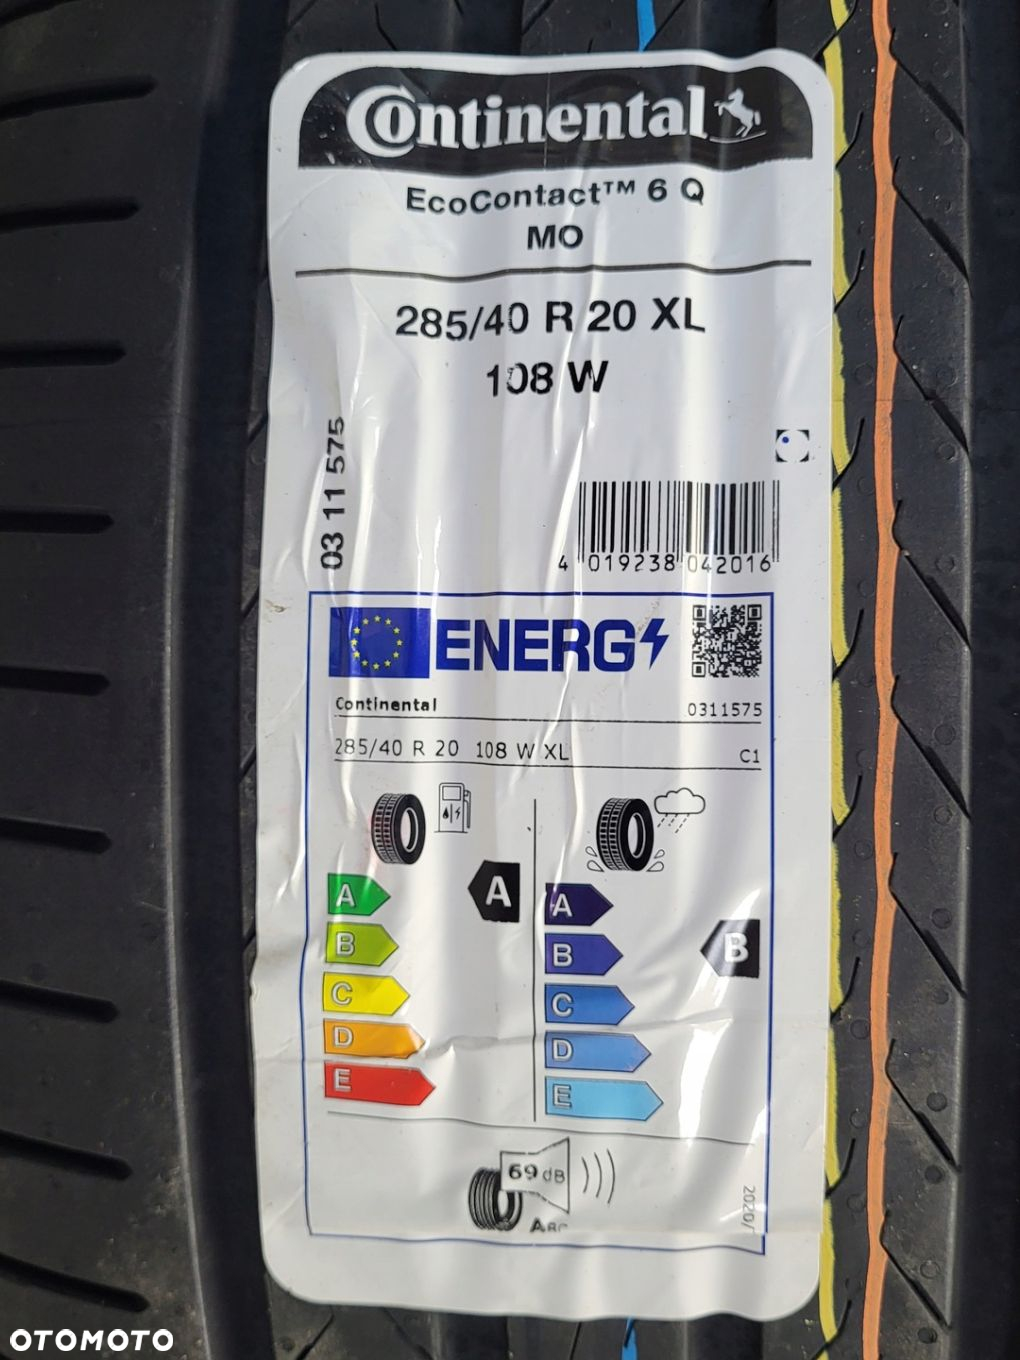 Continental
EcoContact™ 6 Q
MO
285/40 R 20 XL
108 W
03 11 575
4 019238 042016
ENERG
Continental
0311575
285/40 R 20 108 W XL
C1
A
B
C
D
E
A
A
B
C
D
E
B
69 dB
ABC
2020/
OTOMOTO